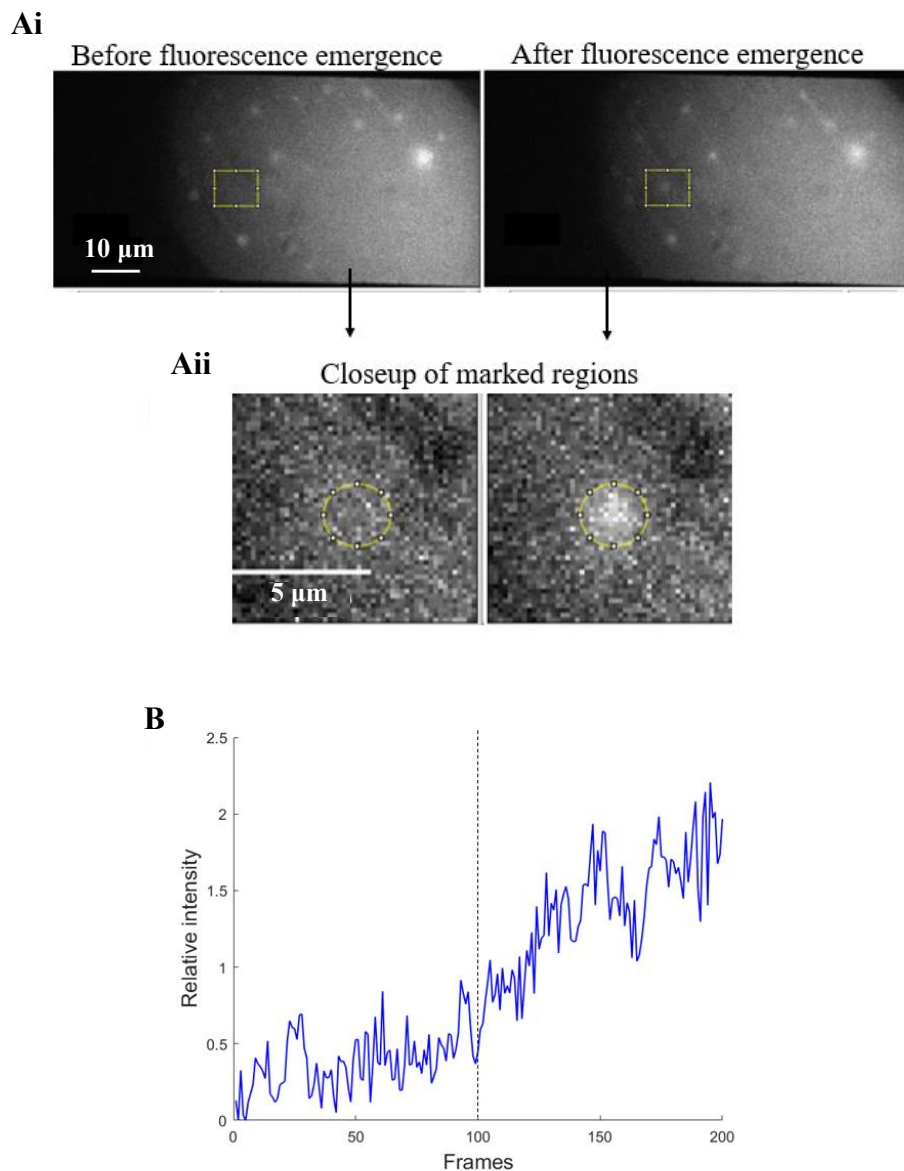 Ai
Before fluorescence emergence
After fluorescence emergence
10 μm
Aii
Closeup of marked regions
5 μm
B
2.5
2
1.5
1
0.5
0
Relative intensity
0 50 100 150 200
Frames